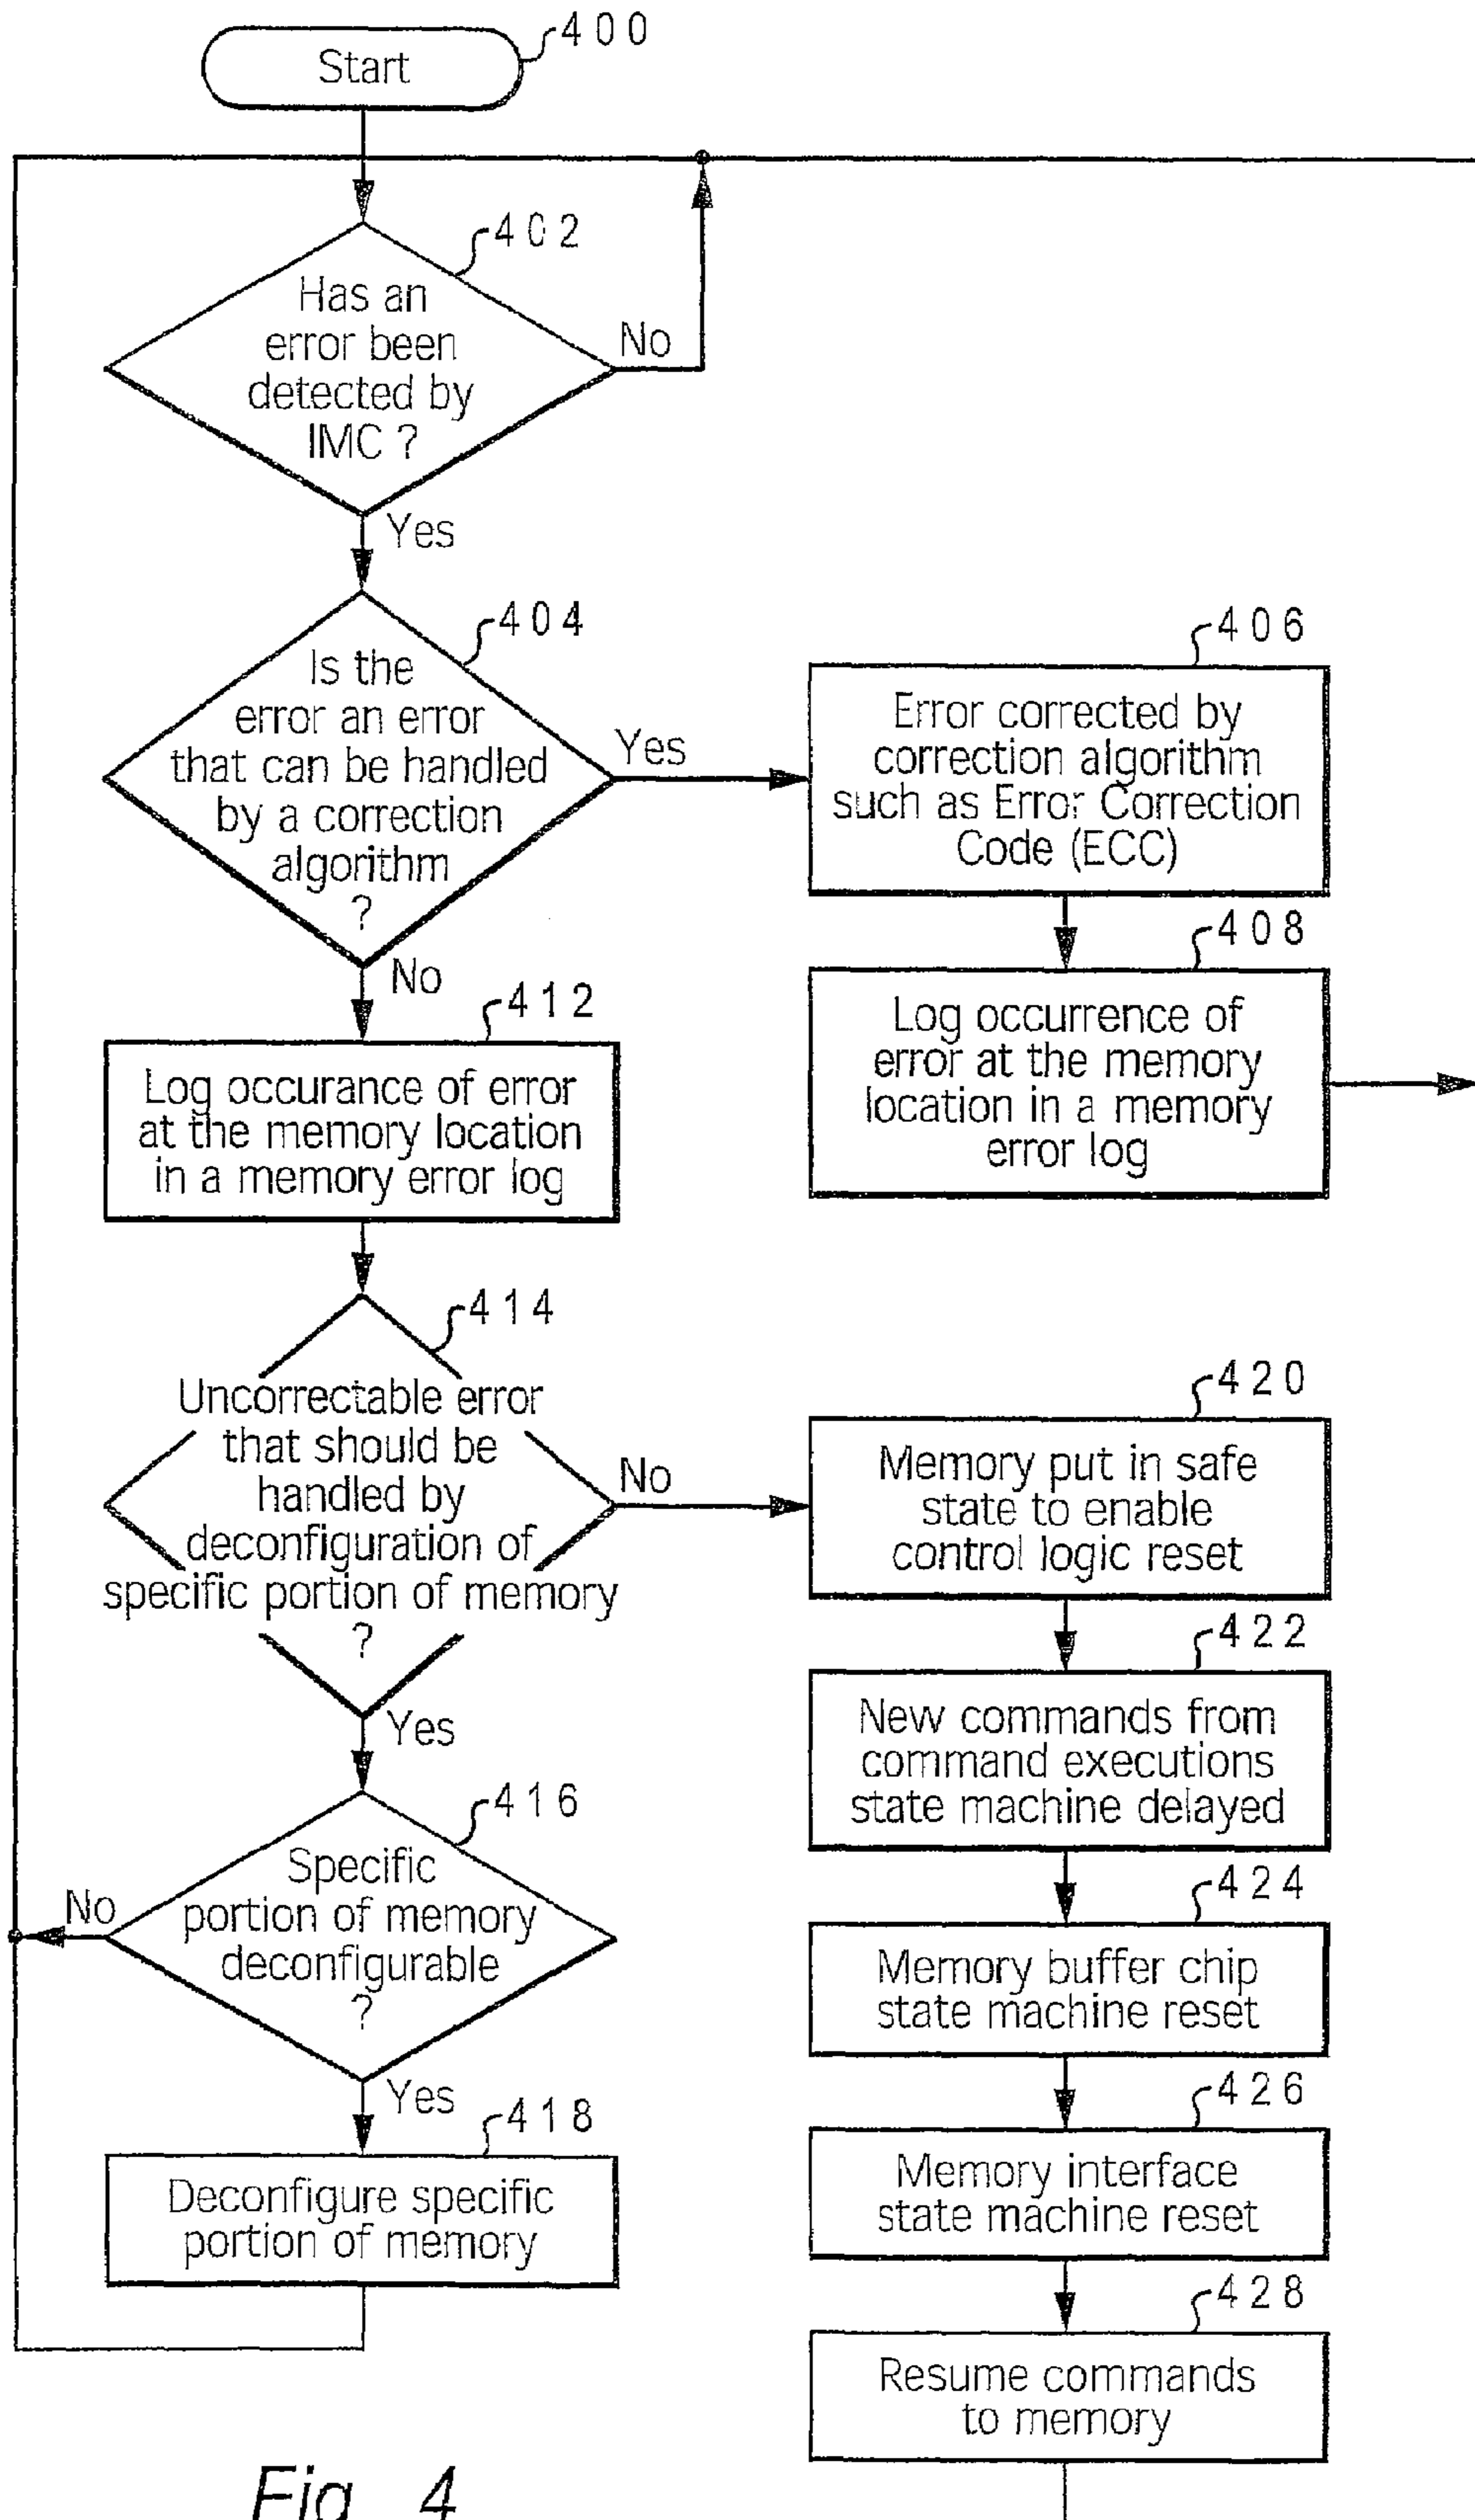 400
Start
402
Has an
error been
detected by
IMC ?
No
Yes
404
Is the
error an error
that can be handled
by a correction
algorithm
?
Yes
No
406
Error corrected by
correction algorithm
such as Error Correction
Code (ECC)
408
Log occurrence of
error at the memory
location in a memory
error log
412
Log occurance of error
at the memory location
in a memory error log
414
Uncorrectable error
that should be
handled by
deconfiguration of
specific portion of memory
?
No
Yes
416
Specific
portion of memory
deconfigurable
?
No
Yes
418
Deconfigure specific
portion of memory
420
Memory put in safe
state to enable
control logic reset
422
New commands from
command executions
state machine delayed
424
Memory buffer chip
state machine reset
426
Memory interface
state machine reset
428
Resume commands
to memory
Fig. 4